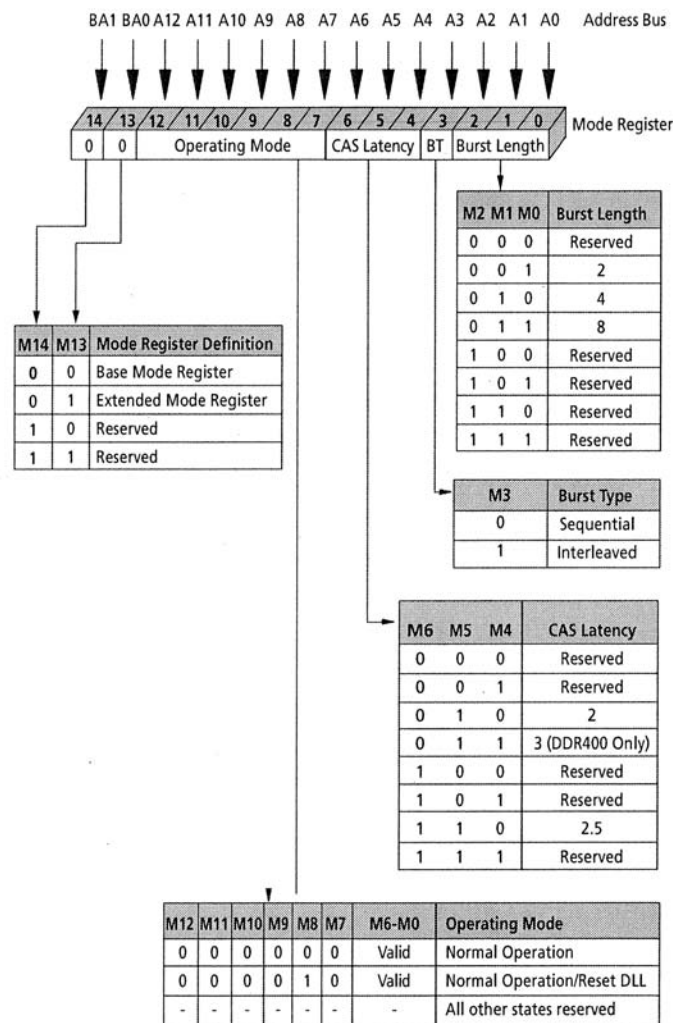 BA1 BA0 A12 A11 A10 A9 A8 A7 A6 A5 A4 A3 A2 A1 A0 Address Bus
14 13 12 11 10 9 8 7 6 5 4 3 2 1 0 Mode Register
0 0 Operating Mode CAS Latency BT Burst Length
M2 M1 M0 Burst Length
0 0 0 Reserved
0 0 1 2
0 1 0 4
0 1 1 8
1 0 0 Reserved
1 0 1 Reserved
1 1 0 Reserved
1 1 1 Reserved
M14 M13 Mode Register Definition
0 0 Base Mode Register
0 1 Extended Mode Register
1 0 Reserved
1 1 Reserved
M3 Burst Type
0 Sequential
1 Interleaved
M6 M5 M4 CAS Latency
0 0 0 Reserved
0 0 1 Reserved
0 1 0 2
0 1 1 3 (DDR400 Only)
1 0 0 Reserved
1 0 1 Reserved
1 1 0 2.5
1 1 1 Reserved
M12 M11 M10 M9 M8 M7 M6-M0 Operating Mode
0 0 0 0 0 0 Valid Normal Operation
0 0 0 0 1 0 Valid Normal Operation/Reset DLL
- - - - - - - All other states reserved